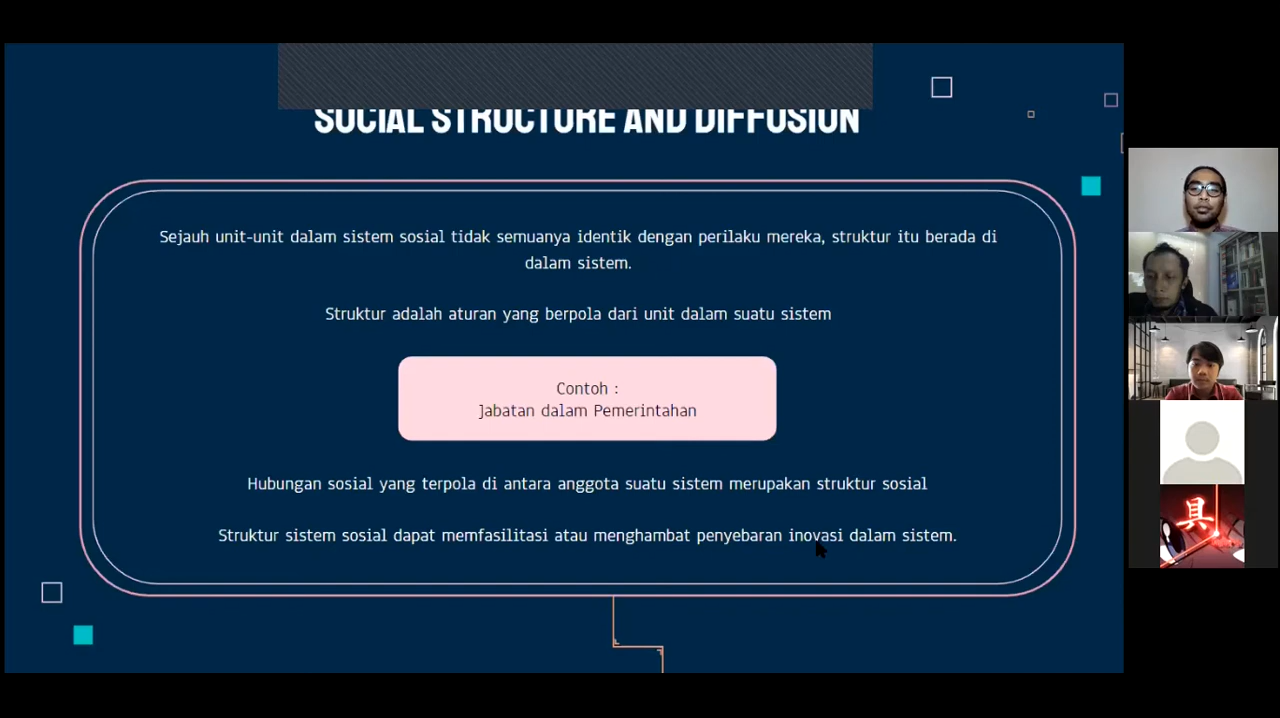 SOCIAL STRUCTURE AND DIFFUSION
Sejauh unit-unit dalam sistem sosial tidak semuanya identik dengan perilaku mereka, struktur itu berada di
dalam sistem.
Struktur adalah aturan yang berpola dari unit dalam suatu sistem
Contoh :
Jabatan dalam Pemerintahan
Hubungan sosial yang terpola di antara anggota suatu sistem merupakan struktur sosial
Struktur sistem sosial dapat memfasilitasi atau menghambat penyebaran inovasi dalam sistem.
具